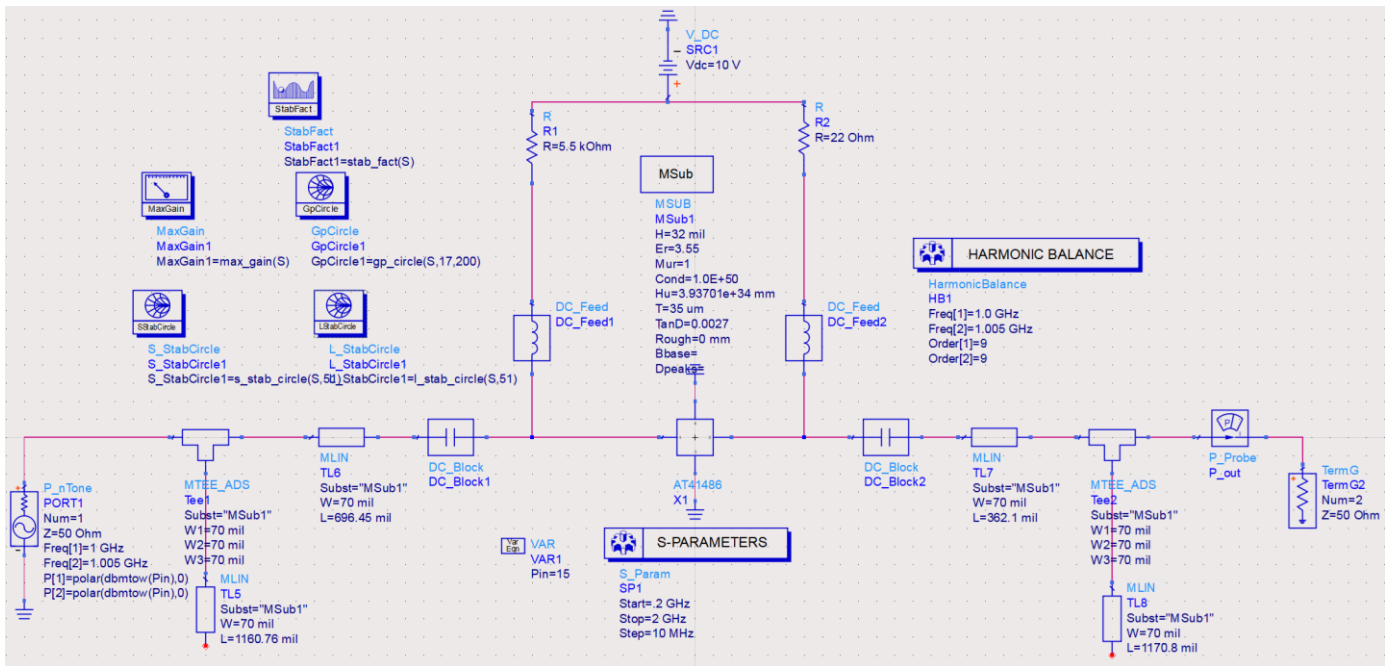 V_DC
SRC1
Vdc=10 V
StabFact
StabFact
StabFact1
StabFact1=stab_fact(S)
MaxGain
MaxGain
MaxGain1
MaxGain1=max_gain(S)
GpCircle
GpCircle
GpCircle1
GpCircle1=gp_circle(S,17,200)
SStabCircle
S_StabCircle
S_StabCircle1
S_StabCircle1=s_stab_circle(S,51)
LStabCircle
L_StabCircle
L_StabCircle1
L_StabCircle1=l_stab_circle(S,51)
R
R1
R=5.5 kOhm
R
R2
R=22 Ohm
MSub
MSUB
MSub1
H=32 mil
Er=3.55
Mur=1
Cond=1.0E+50
Hu=3.93701e+34 mm
T=35 um
TanD=0.0027
Rough=0 mm
Bbase=
Dpeaks=
HARMONIC BALANCE
HarmonicBalance
HB1
Freq[1]=1.0 GHz
Freq[2]=1.005 GHz
Order[1]=9
Order[2]=9
DC_Feed
DC_Feed1
DC_Feed
DC_Feed2
P_nTone
PORT1
Num=1
Z=50 Ohm
Freq[1]=1 GHz
Freq[2]=1.005 GHz
P[1]=polar(dbmtow(Pin),0)
P[2]=polar(dbmtow(Pin),0)
MTEE_ADS
Tee1
Subst="MSub1"
W1=70 mil
W2=70 mil
W3=70 mil
MLIN
TL5
Subst="MSub1"
W=70 mil
L=1160.76 mil
MLIN
TL6
Subst="MSub1"
W=70 mil
L=696.45 mil
DC_Block
DC_Block1
AT41486
X1
Var
Eqn
VAR
VAR1
Pin=15
S-PARAMETERS
S_Param
SP1
Start=.2 GHz
Stop=2 GHz
Step=10 MHz
DC_Block
DC_Block2
MLIN
TL7
Subst="MSub1"
W=70 mil
L=362.1 mil
MTEE_ADS
Tee2
Subst="MSub1"
W1=70 mil
W2=70 mil
W3=70 mil
MLIN
TL8
Subst="MSub1"
W=70 mil
L=1170.8 mil
P
P_Probe
P_out
TermG
TermG2
Num=2
Z=50 Ohm